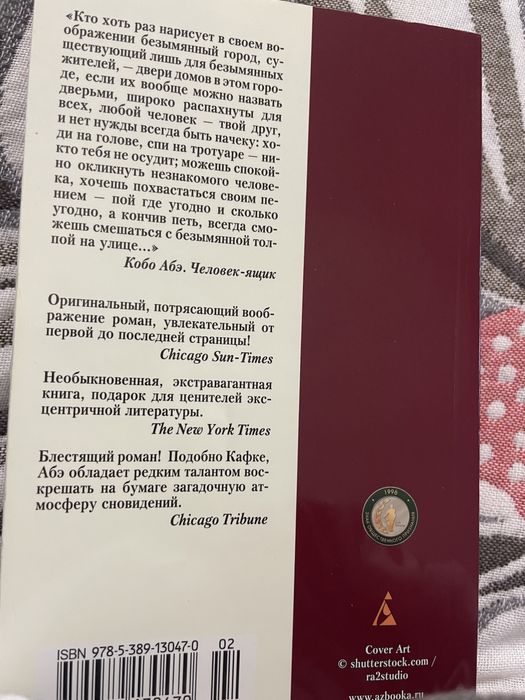 «Кто хоть раз нарисует в своем во-
ображении безымянный город, су-
ществующий лишь для безымянных
жителей, — двери домов в этом горо-
де, если их вообще можно назвать
дверьми, широко распахнуты для
всех, любой человек — твой друг,
и нет нужды всегда быть начеку: хо-
ди на голове, спи на тротуаре — ни-
кто тебя не осудит; можешь спокой-
но окликнуть незнакомого челове-
ка, хочешь похвастаться своим пе-
нием — пой где угодно и сколько
угодно, а кончив петь, всегда смо-
жешь смешаться с безымянной тол-
пой на улице...»
Кобо Абэ. Человек-ящик
Оригинальный, потрясающий вооб-
ражение роман, увлекательный от
первой до последней страницы!
Chicago Sun-Times
Необыкновенная, экстравагантная
книга, подарок для ценителей экс-
центричной литературы.
The New York Times
Блестящий роман! Подобно Кафке,
Абэ обладает редким талантом вос-
крешать на бумаге загадочную ат-
мосферу сновидений.
Chicago Tribune
1996
ЗНАК ОБЩЕСТВЕННОГО ПРИЗНАНИЯ
Cover Art
© shutterstock.com /
ra2studio
www.azbooka.ru
ISBN 978-5-389-13047-0
02